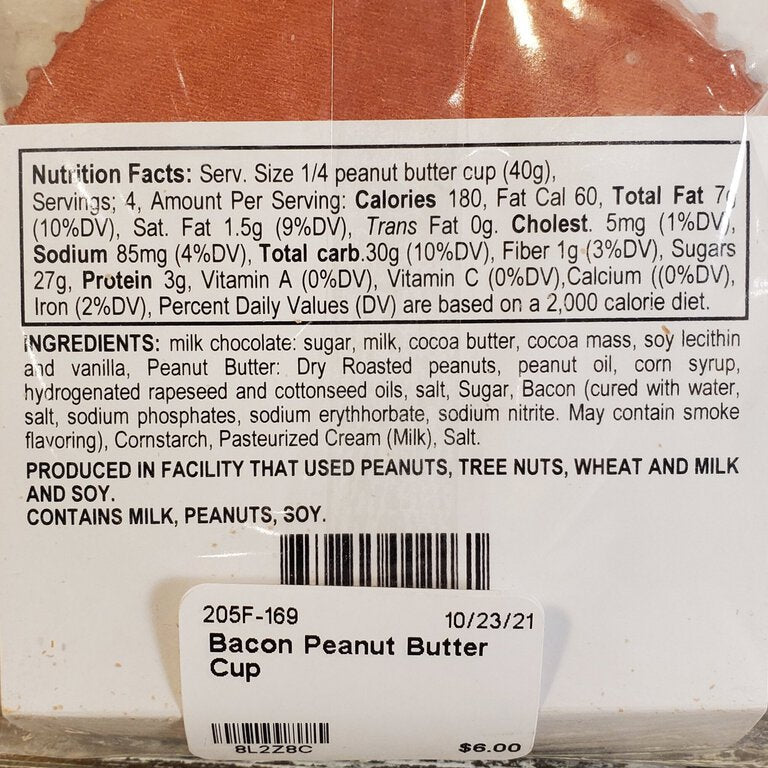 Nutrition Facts: Serv. Size 1/4 peanut butter cup (40g),
Servings; 4, Amount Per Serving: Calories 180, Fat Cal 60, Total Fat 7g
(10%DV), Sat. Fat 1.5g (9%DV), Trans Fat 0g. Cholest. 5mg (1%DV),
Sodium 85mg (4%DV), Total carb.30g (10%DV), Fiber 1g (3%DV), Sugars
27g, Protein 3g, Vitamin A (0%DV), Vitamin C (0%DV),Calcium ((0%DV),
Iron (2%DV), Percent Daily Values (DV) are based on a 2,000 calorie diet.
INGREDIENTS: milk chocolate: sugar, milk, cocoa butter, cocoa mass, soy lecithin
and vanilla, Peanut Butter: Dry Roasted peanuts, peanut oil, corn syrup,
hydrogenated rapeseed and cottonseed oils, salt, Sugar, Bacon (cured with water,
salt, sodium phosphates, sodium erythhorbate, sodium nitrite. May contain smoke
flavoring), Cornstarch, Pasteurized Cream (Milk), Salt.
PRODUCED IN FACILITY THAT USED PEANUTS, TREE NUTS, WHEAT AND MILK
AND SOY.
CONTAINS MILK, PEANUTS, SOY.
205F-169 10/23/21
Bacon Peanut Butter
Cup
8L2Z8C $6.00